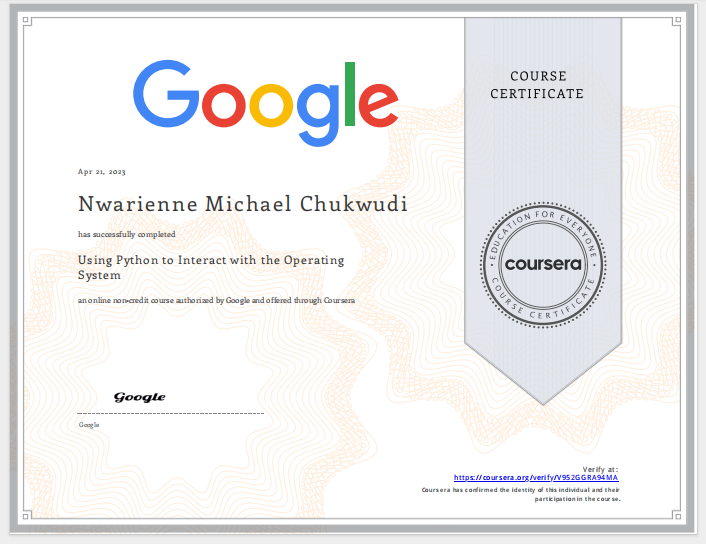 Google
COURSE
CERTIFICATE
Apr 21, 2023
Nwarienne Michael Chukwudi
has successfully completed
Using Python to Interact with the Operating
System
an online non-credit course authorized by Google and offered through Coursera
EDUCATION FOR EVERYONE
coursera
COURSE CERTIFICATE
Google
Google
Verify at:
https://coursera.org/verify/V952GGRA94MA
Coursera has confirmed the identity of this individual and their
participation in the course.